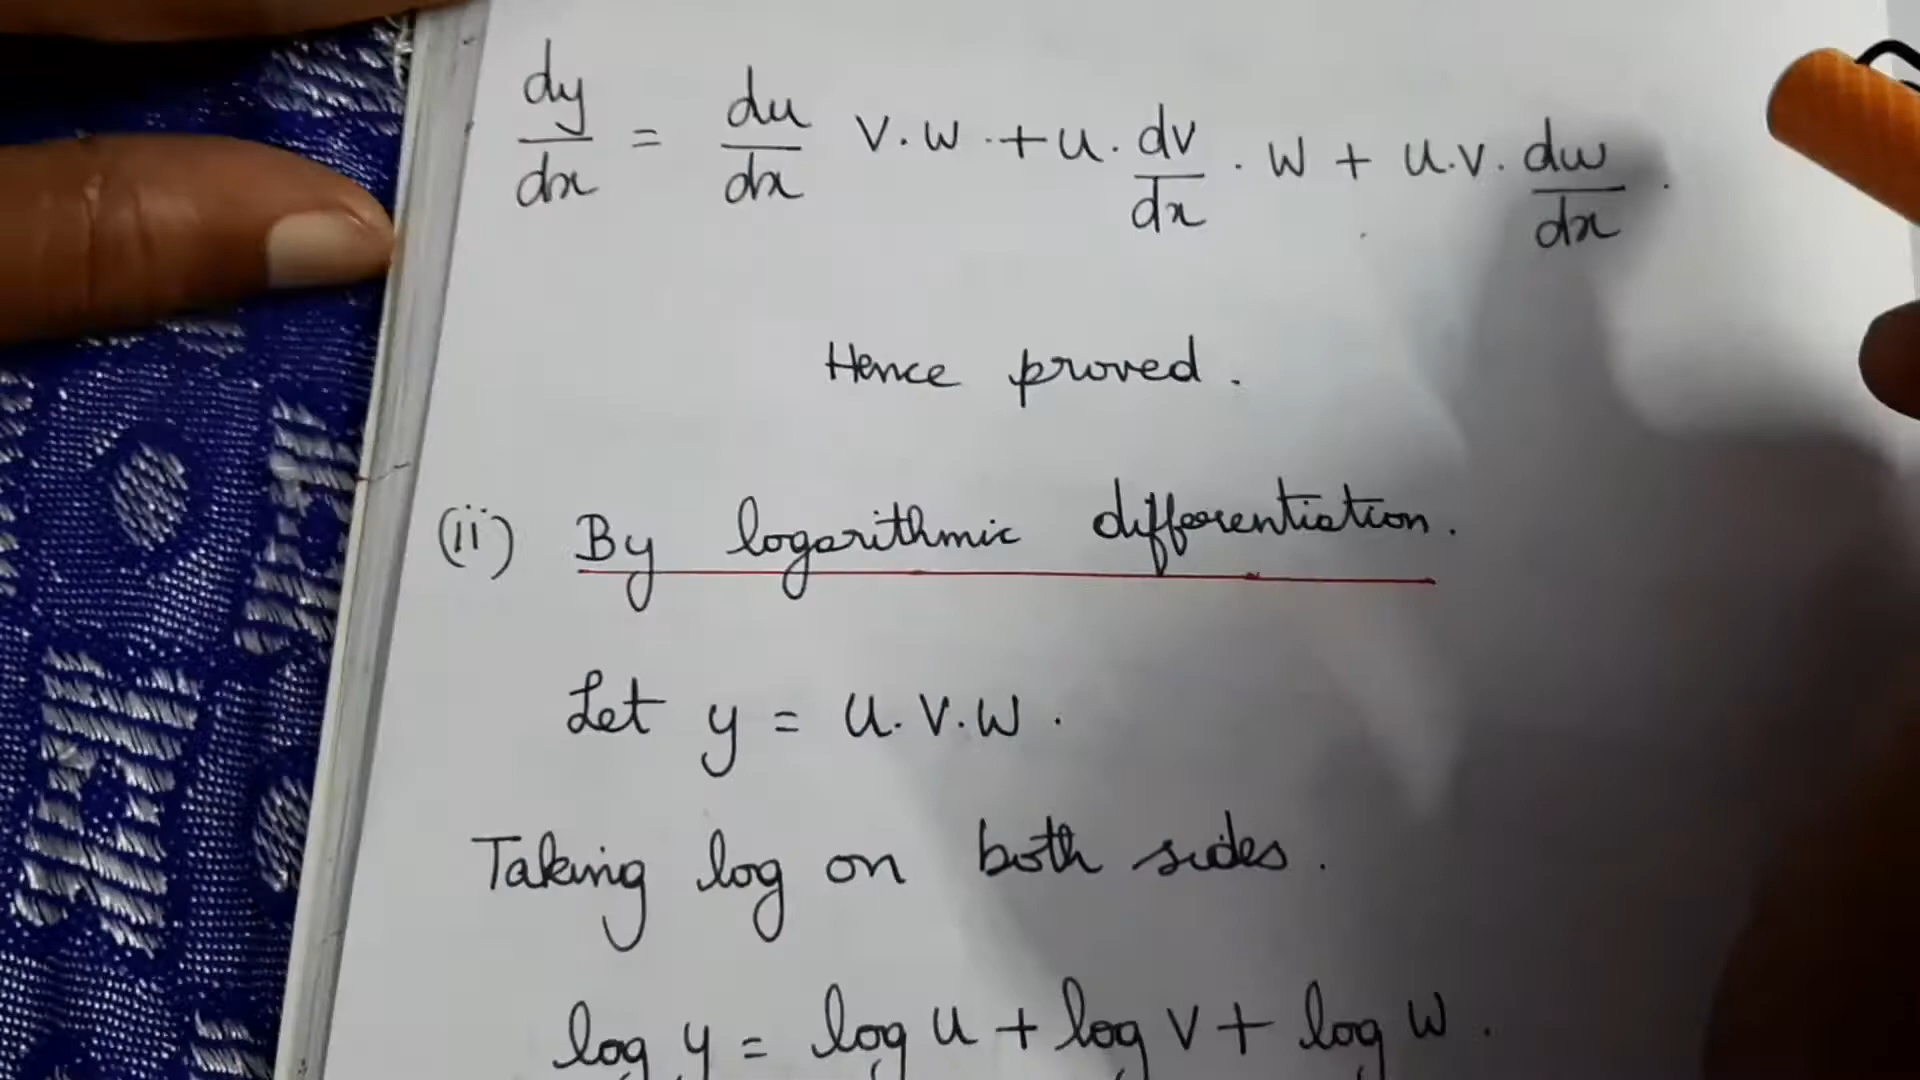 dy/dx = du/dx v.w. + u. dv/dx . w + u.v. dw/dx .
Hence proved.
(ii) By logarithmic differentiation.
Let y = u.v.w.
Taking log on both sides.
log y = log u + log v + log w.